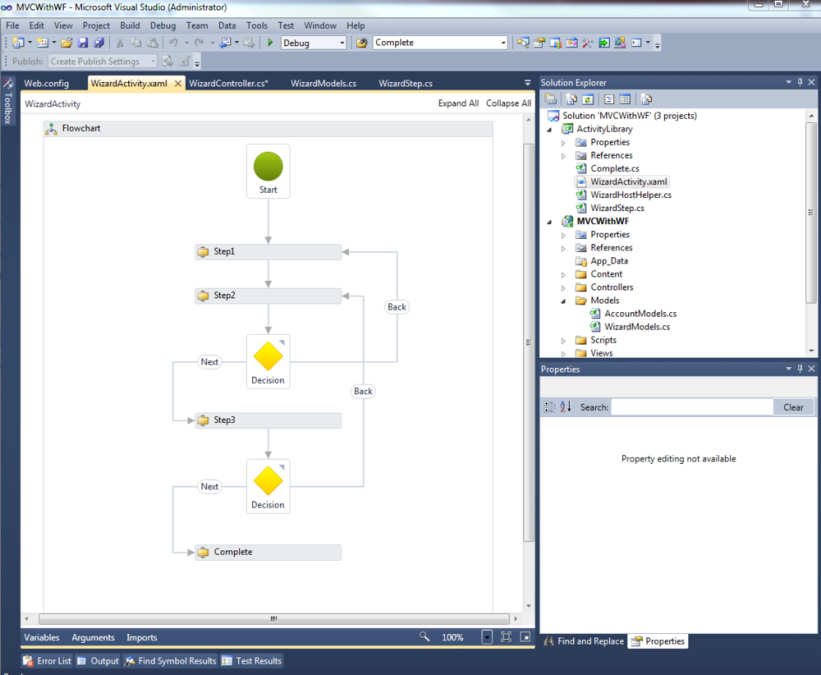 MVCWithWF - Microsoft Visual Studio (Administrator)
File Edit View Project Build Debug Team Data Tools Test Window Help
Debug Complete
Publish: Create Publish Settings
Web.config WizardActivity.xaml WizardController.cs* WizardModels.cs WizardStep.cs
Toolbox
WizardActivity Expand All Collapse All
Flowchart
Start
Step1
Step2
Back
Next
Decision
Back
Step3
Next
Decision
Complete
Variables Arguments Imports 100%
Solution Explorer
Solution 'MVCWithWF' (3 projects)
ActivityLibrary
Properties
References
Complete.cs
WizardActivity.xaml
WizardHostHelper.cs
WizardStep.cs
MVCWithWF
Properties
References
App_Data
Content
Controllers
Models
AccountModels.cs
WizardModels.cs
Scripts
Views
Properties
Search: Clear
Property editing not available
Find and Replace Properties
Error List Output Find Symbol Results Test Results